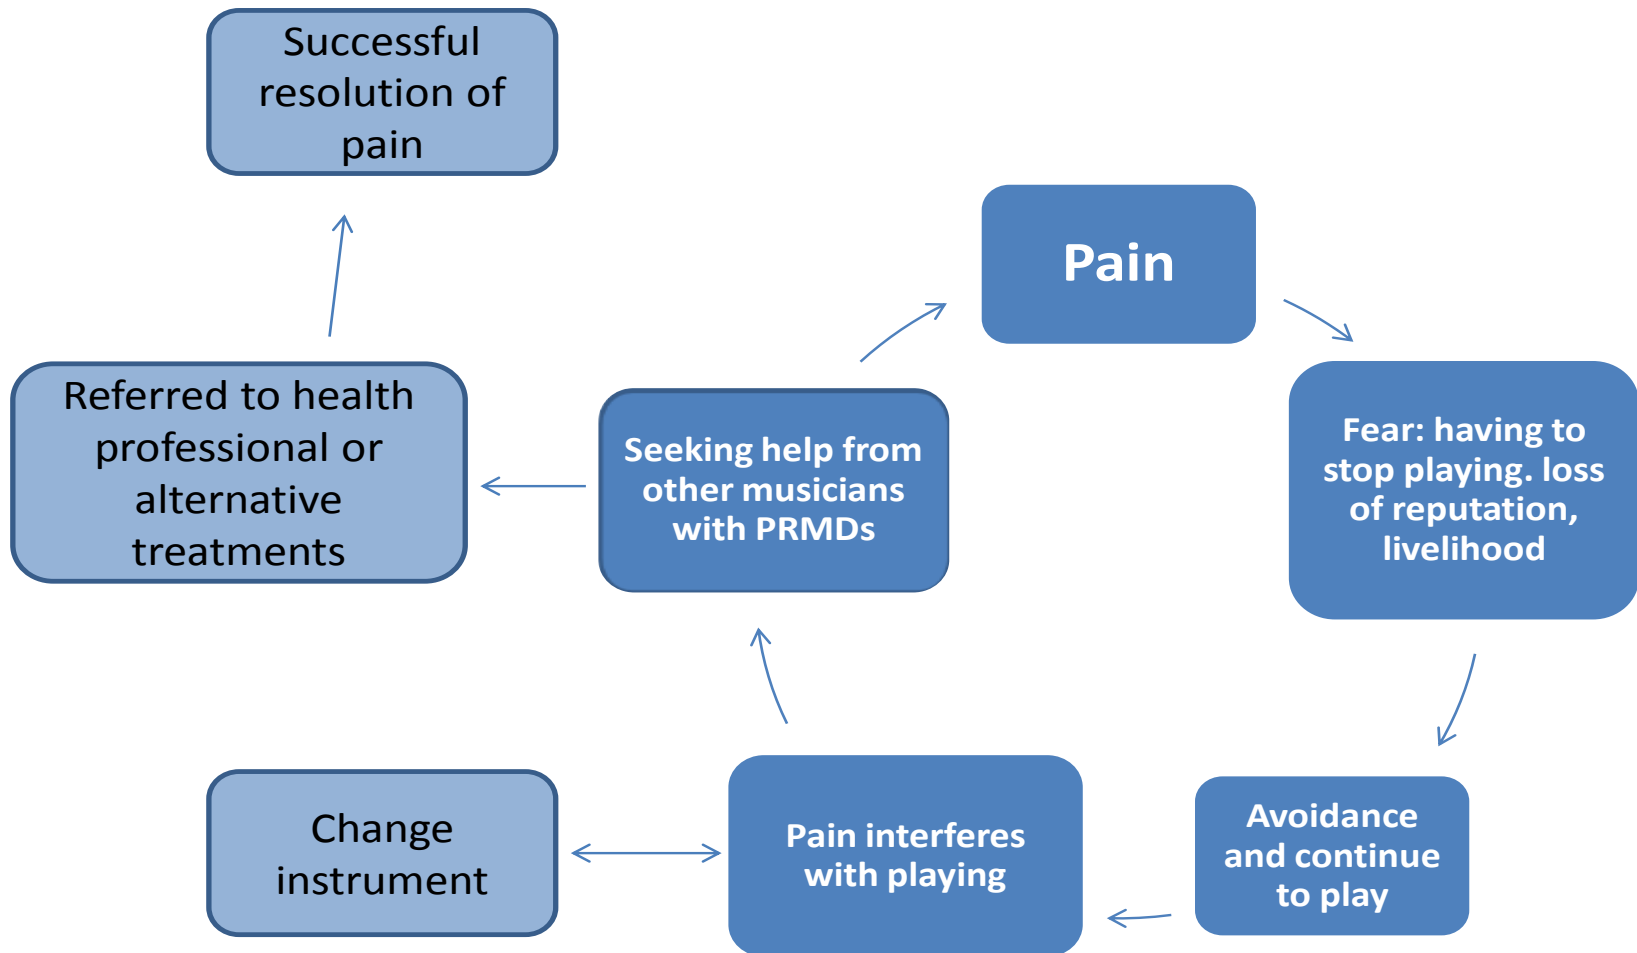 Successful
resolution of
pain
Pain
Referred to health
professional or
alternative
treatments
Seeking help from
other musicians
with PRMDs
Fear: having to
stop playing. loss
of reputation,
livelihood
Change
instrument
Pain interferes
with playing
Avoidance
and continue
to play